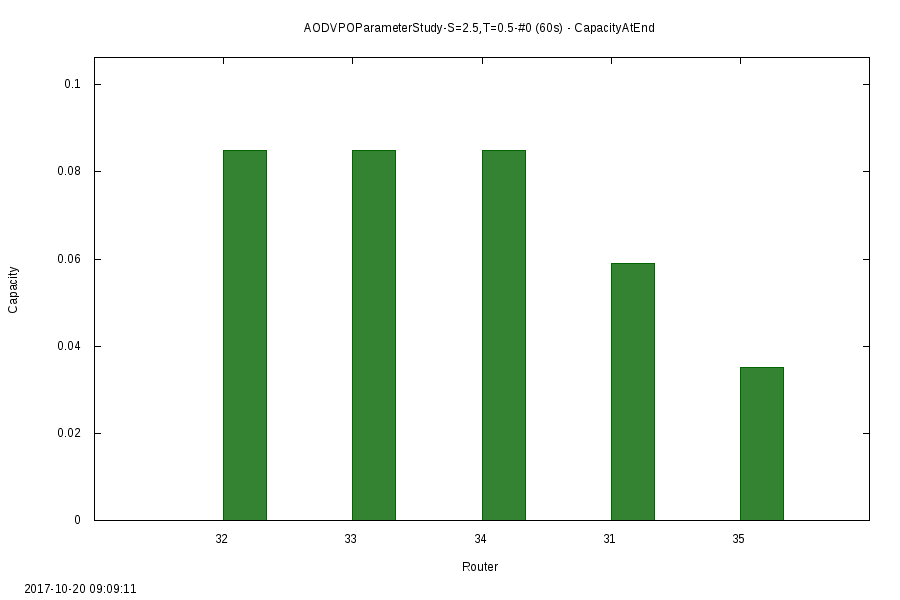 AODVPOParameterStudy-S=2.5,T=0.5-#0 (60s) - CapacityAtEnd
0.1
0.08
0.06
0.04
0.02
0
Capacity
32 33 34 31 35
Router
2017-10-20 09:09:11